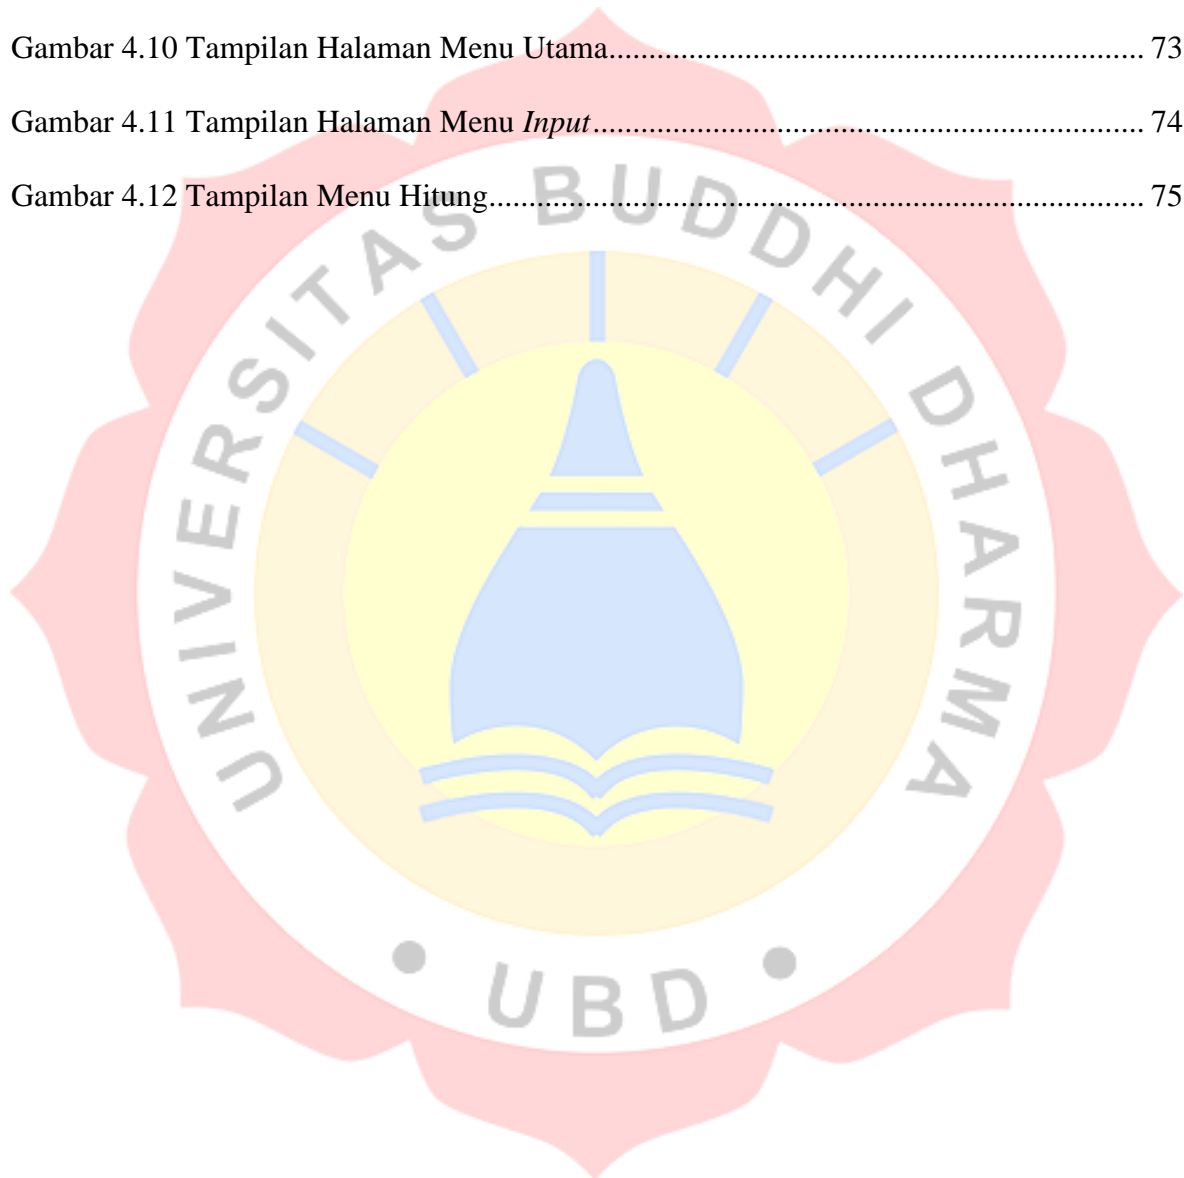 Gambar 4.10 Tampilan Halaman Menu Utama.................................................................. 73
Gambar 4.11 Tampilan Halaman Menu Input.................................................................... 74
Gambar 4.12 Tampilan Menu Hitung................................................................................. 75
UNIVERSITAS BUDDHI DHARMA
• UBD •